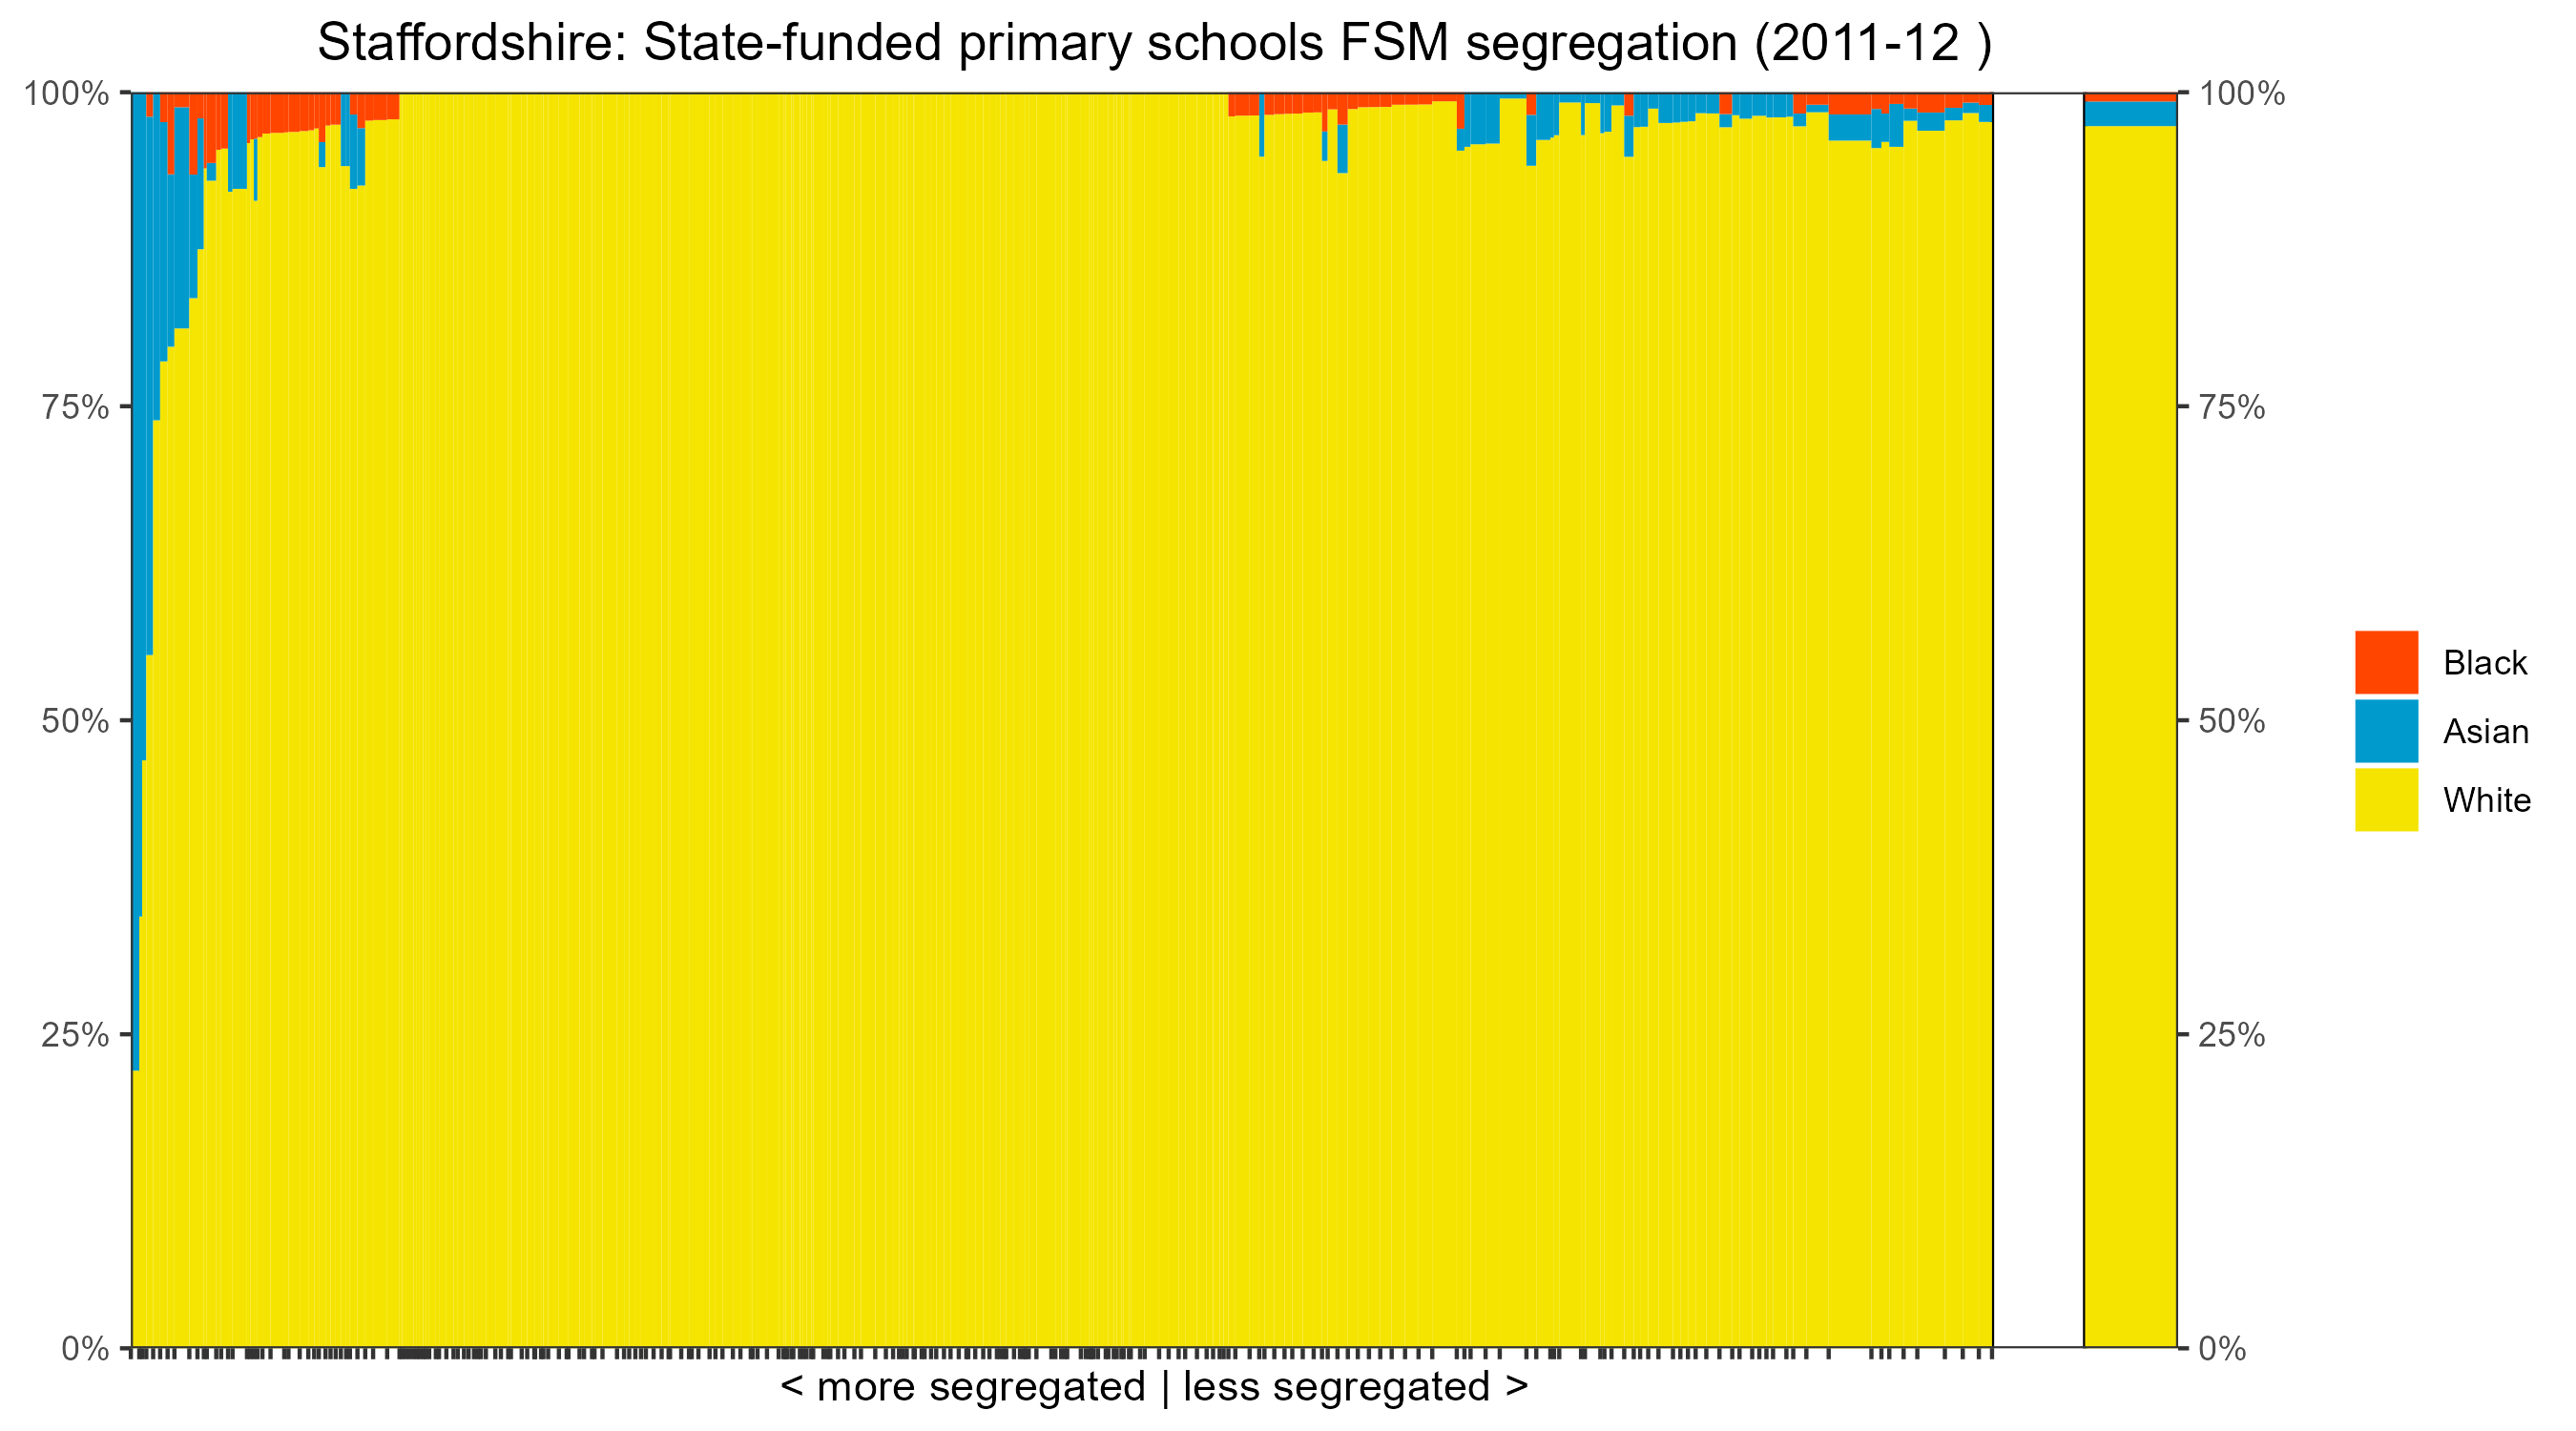 Staffordshire: State-funded primary schools FSM segregation (2011-12 )
100%
75%
50%
25%
0%
100%
75%
50%
25%
0%
Black
Asian
White
< more segregated | less segregated >